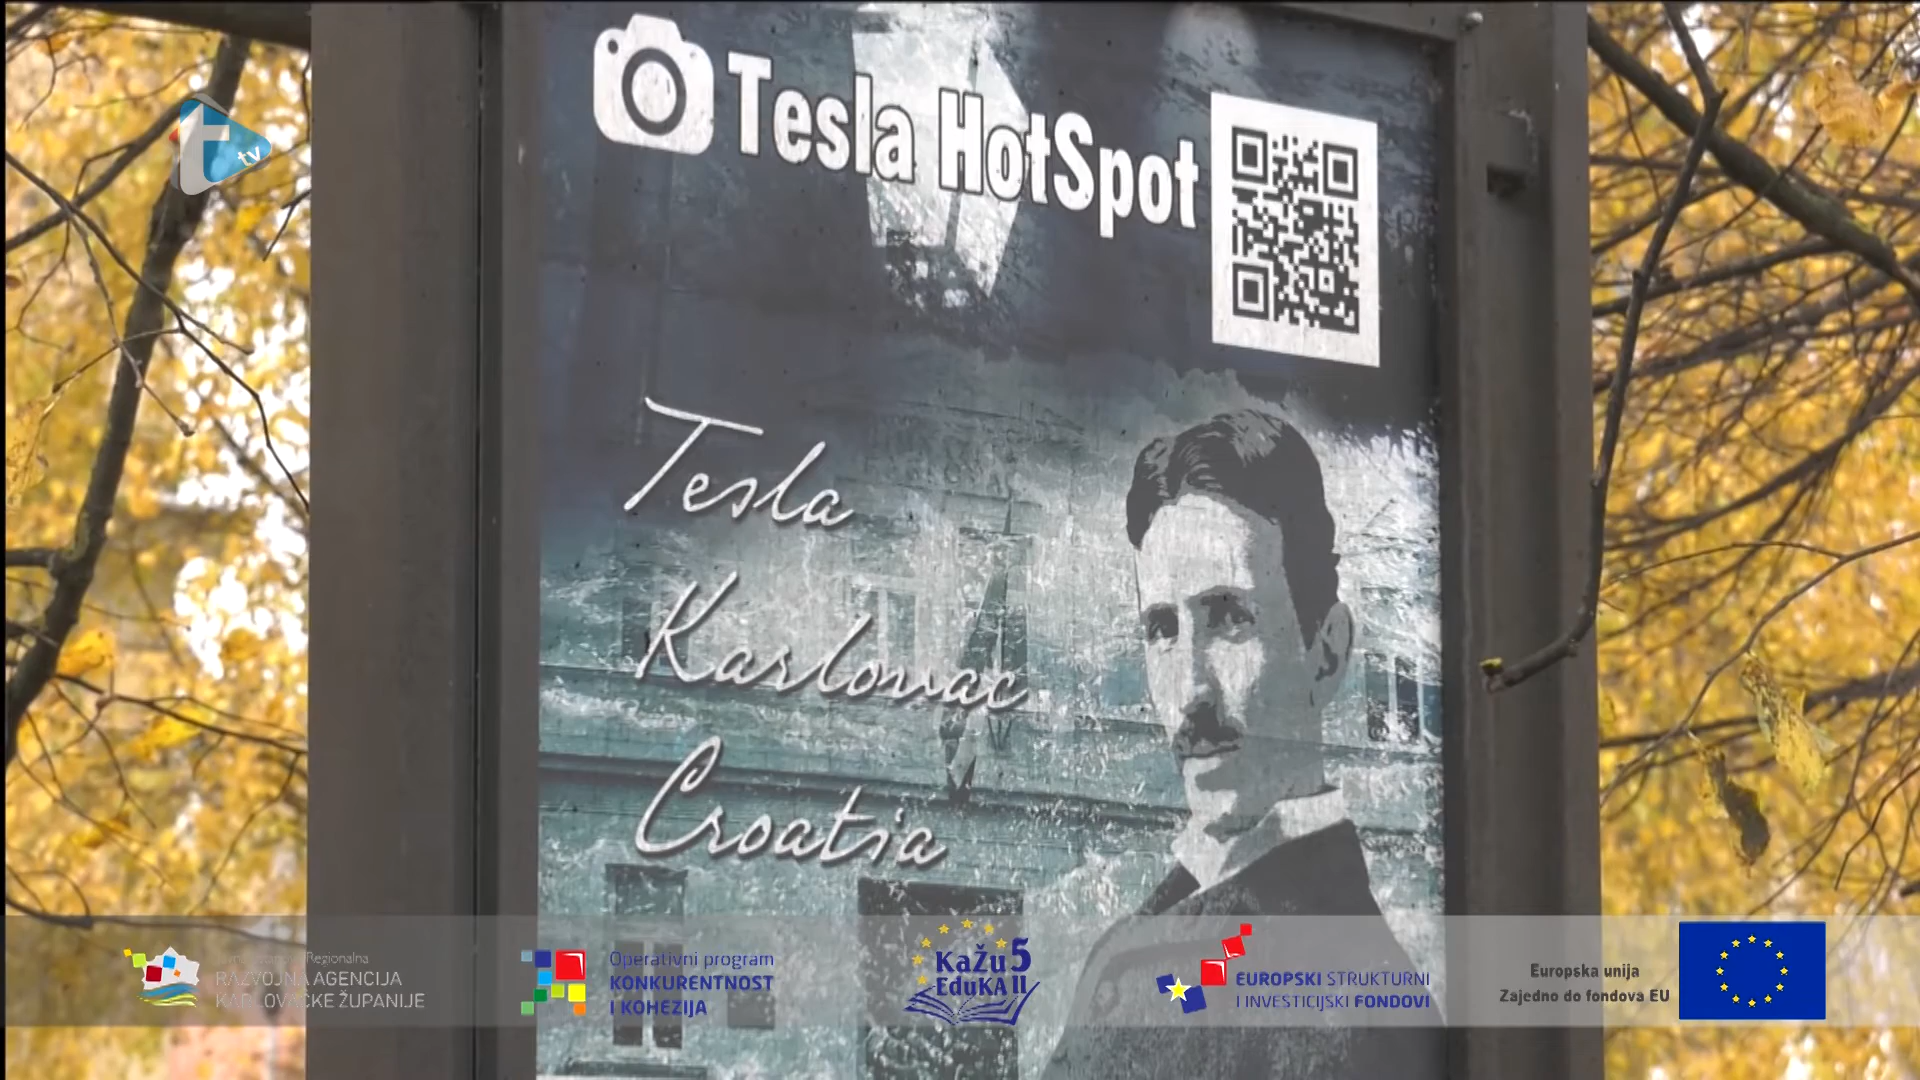 tv
Tesla HotSpot
Tesla
Karlovac
Croatia
Regionalna
RAZVOJNA AGENCIJA
KARLOVAČKE ŽUPANIJE
Operativni program
KONKURENTNOST
I KOHEZIJA
KaŽu 5
EduKA II
EUROPSKI STRUKTURNI
I INVESTICIJSKI FONDOVI
Europska unija
Zajedno do fondova EU